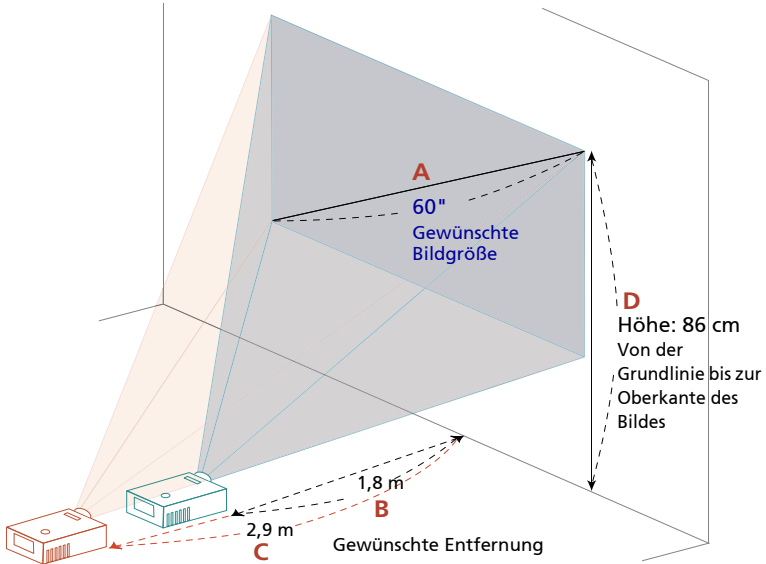 A
60"
Gewünschte
Bildgröße
D
Höhe: 86 cm
Von der
Grundlinie bis zur
Oberkante des
Bildes
1,8 m
B
2,9 m
C
Gewünschte Entfernung